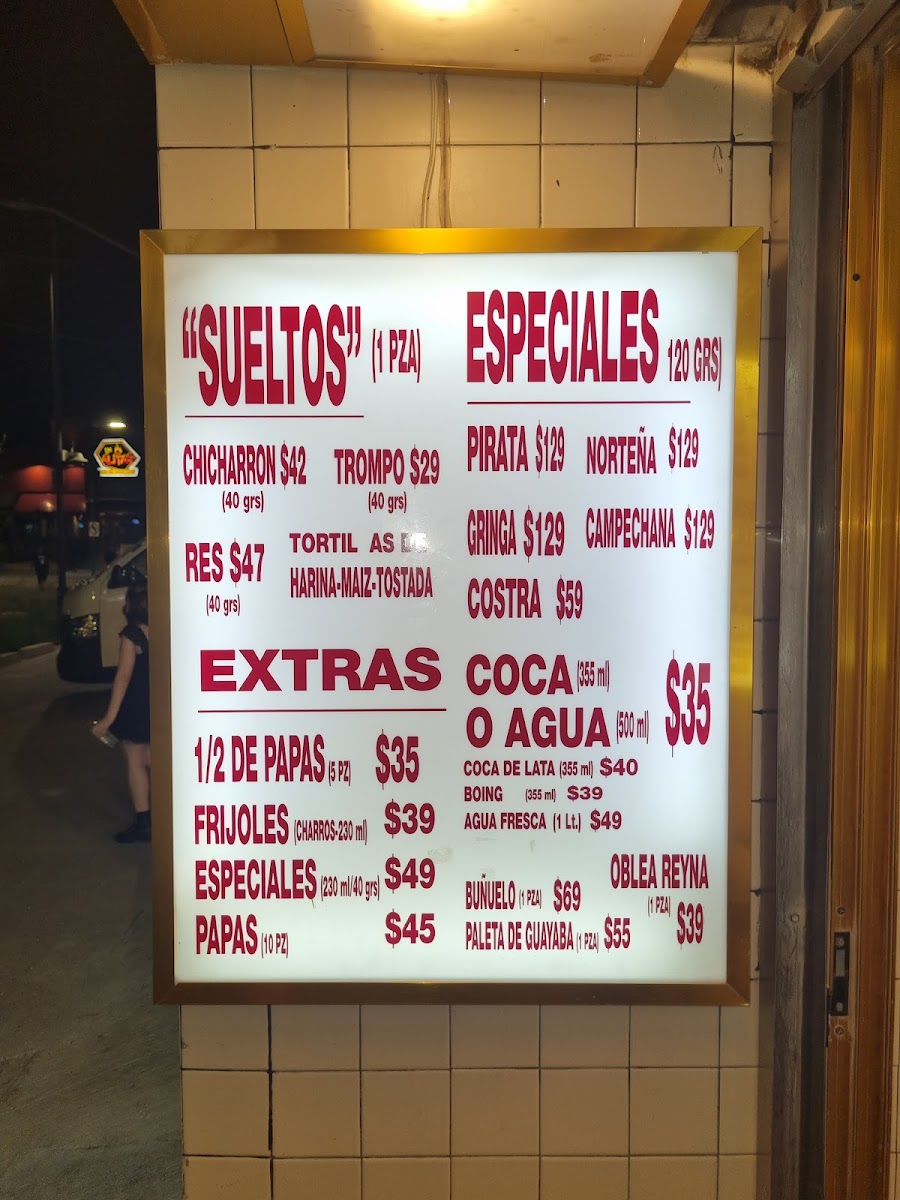 “SUELTOS” (1 PZA)
CHICHARRON $42
(40 grs)
TROMPO $29
(40 grs)
RES $47
(40 grs)
TORTIL AS DE
HARINA-MAIZ-TOSTADA
EXTRAS
1/2 DE PAPAS (5 PZ) $35
FRIJOLES (CHARROS-230 ml) $39
ESPECIALES (230 ml/40 grs) $49
PAPAS (10 PZ) $45
ESPECIALES 120 GRS)
PIRATA $129
NORTEÑA $129
GRINGA $129
CAMPECHANA $129
COSTRA $59
COCA (355 ml)
O AGUA (500 ml) $35
COCA DE LATA (355 ml) $40
BOING (355 ml) $39
AGUA FRESCA (1 Lt.) $49
BUÑUELO (1 PZA) $69
OBLEA REYNA
(1 PZA) $39
PALETA DE GUAYABA (1 PZA) $55